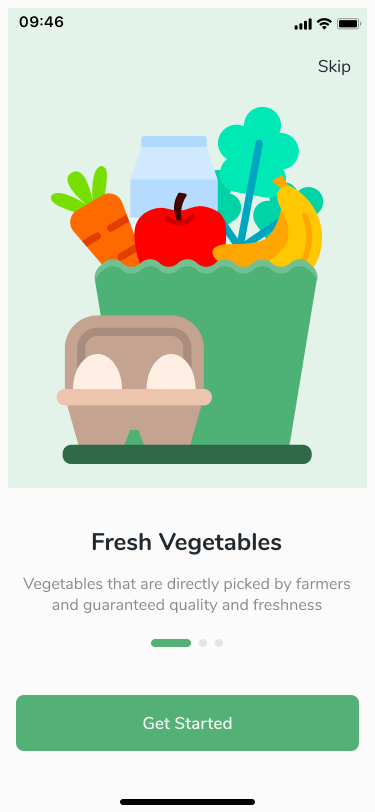 09:46
Skip
Fresh Vegetables
Vegetables that are directly picked by farmers
and guaranteed quality and freshness
Get Started